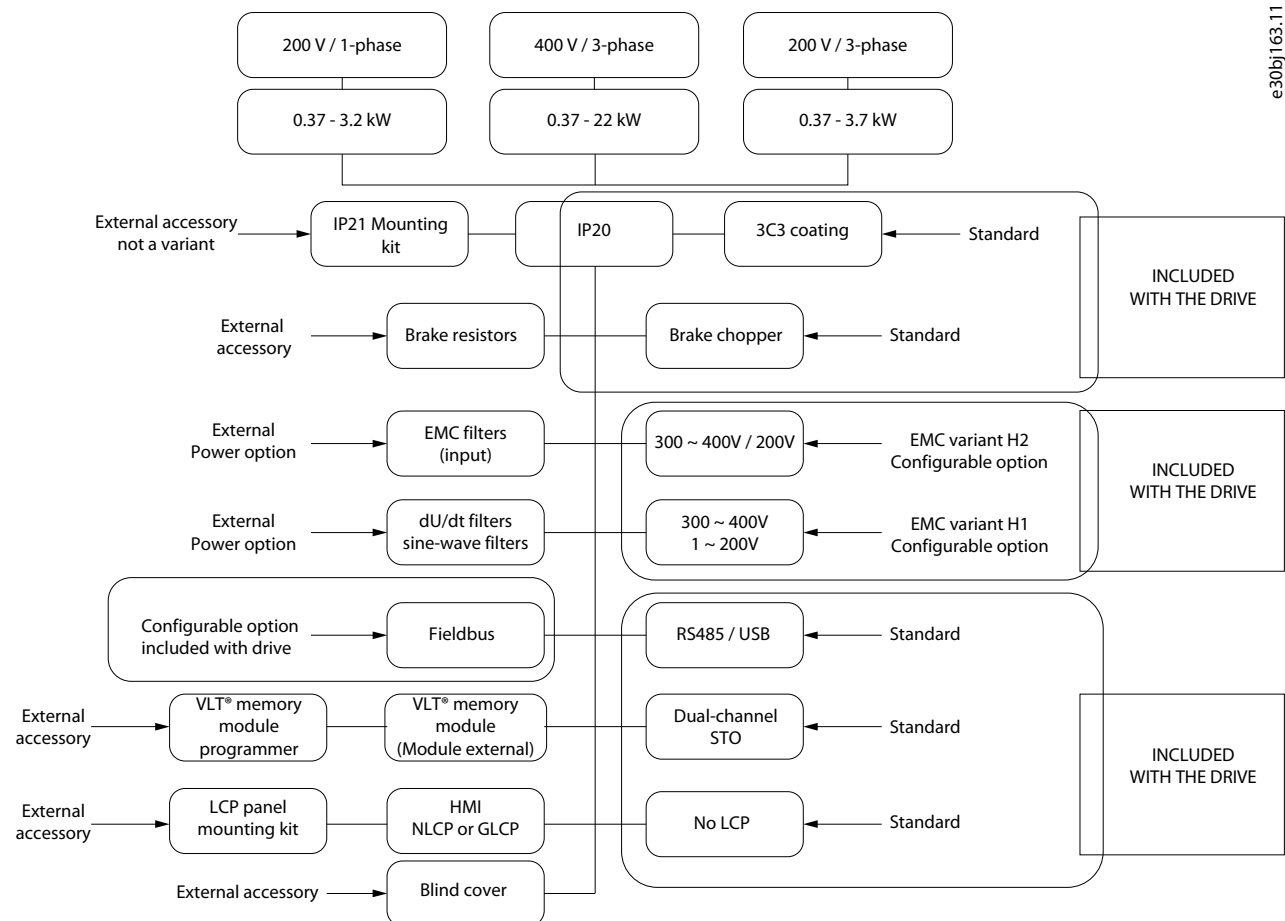 e30bj163.11
200 V / 1-phase
400 V / 3-phase
200 V / 3-phase
0.37 - 3.2 kW
0.37 - 22 kW
0.37 - 3.7 kW
External accessory
not a variant
IP21 Mounting
kit
IP20
3C3 coating
Standard
INCLUDED
WITH THE DRIVE
External
accessory
Brake resistors
Brake chopper
Standard
External
Power option
EMC filters
(input)
300 ~ 400V / 200V
EMC variant H2
Configurable option
INCLUDED
WITH THE DRIVE
External
Power option
dU/dt filters
sine-wave filters
300 ~ 400V
1 ~ 200V
EMC variant H1
Configurable option
Configurable option
included with drive
Fieldbus
RS485 / USB
Standard
External
accessory
VLT® memory
module
programmer
VLT® memory
module
(Module external)
Dual-channel
STO
Standard
INCLUDED
WITH THE DRIVE
External
accessory
LCP panel
mounting kit
HMI
NLCP or GLCP
No LCP
Standard
External accessory
Blind cover